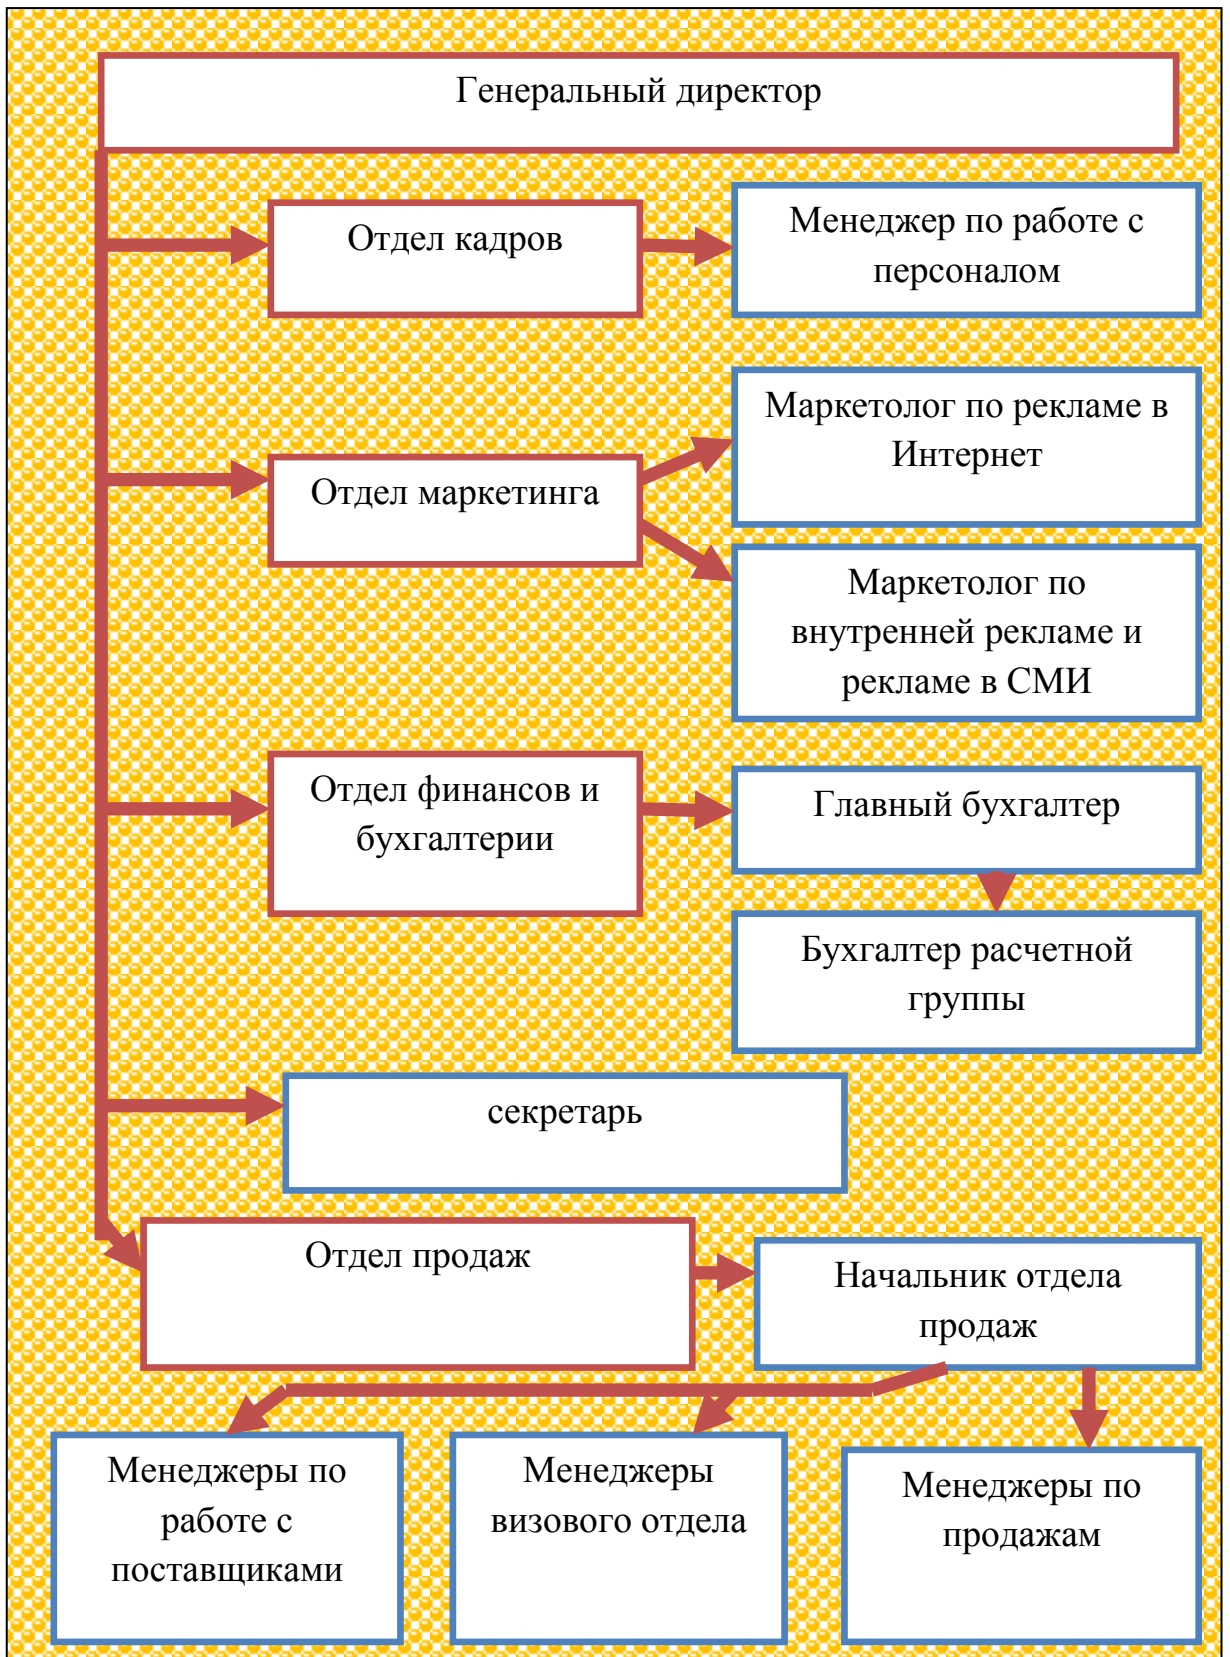 Генеральный директор
Отдел кадров
Менеджер по работе с
персоналом
Маркетолог по рекламе в
Интернет
Отдел маркетинга
Маркетолог по
внутренней рекламе и
рекламе в СМИ
Отдел финансов и
бухгалтерии
Главный бухгалтер
Бухгалтер расчетной
группы
секретарь
Отдел продаж
Начальник отдела
продаж
Менеджеры по
работе с
поставщиками
Менеджеры
визового отдела
Менеджеры по
продажам